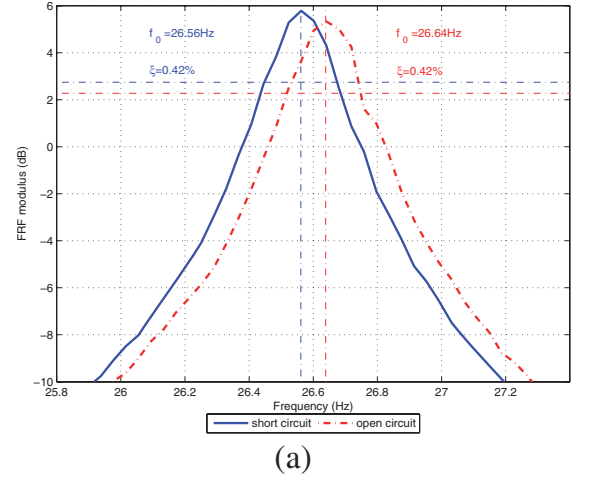 6
4
2
0
−2
−4
−6
−8
−10
FRF modulus (dB)
f 0 =26.56Hz
ξ=0.42%
f 0 =26.64Hz
ξ=0.42%
25.8 26 26.2 26.4 26.6 26.8 27 27.2
Frequency (Hz)
short circuit open circuit
(a)